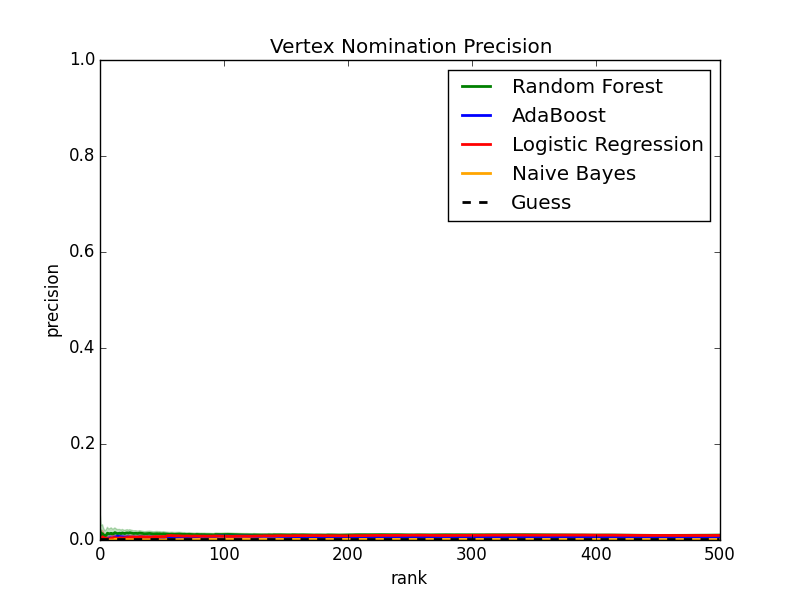 Vertex Nomination Precision
1.0
0.8
0.6
0.4
0.2
0.0
precision
Random Forest
AdaBoost
Logistic Regression
Naive Bayes
Guess
0 100 200 300 400 500
rank